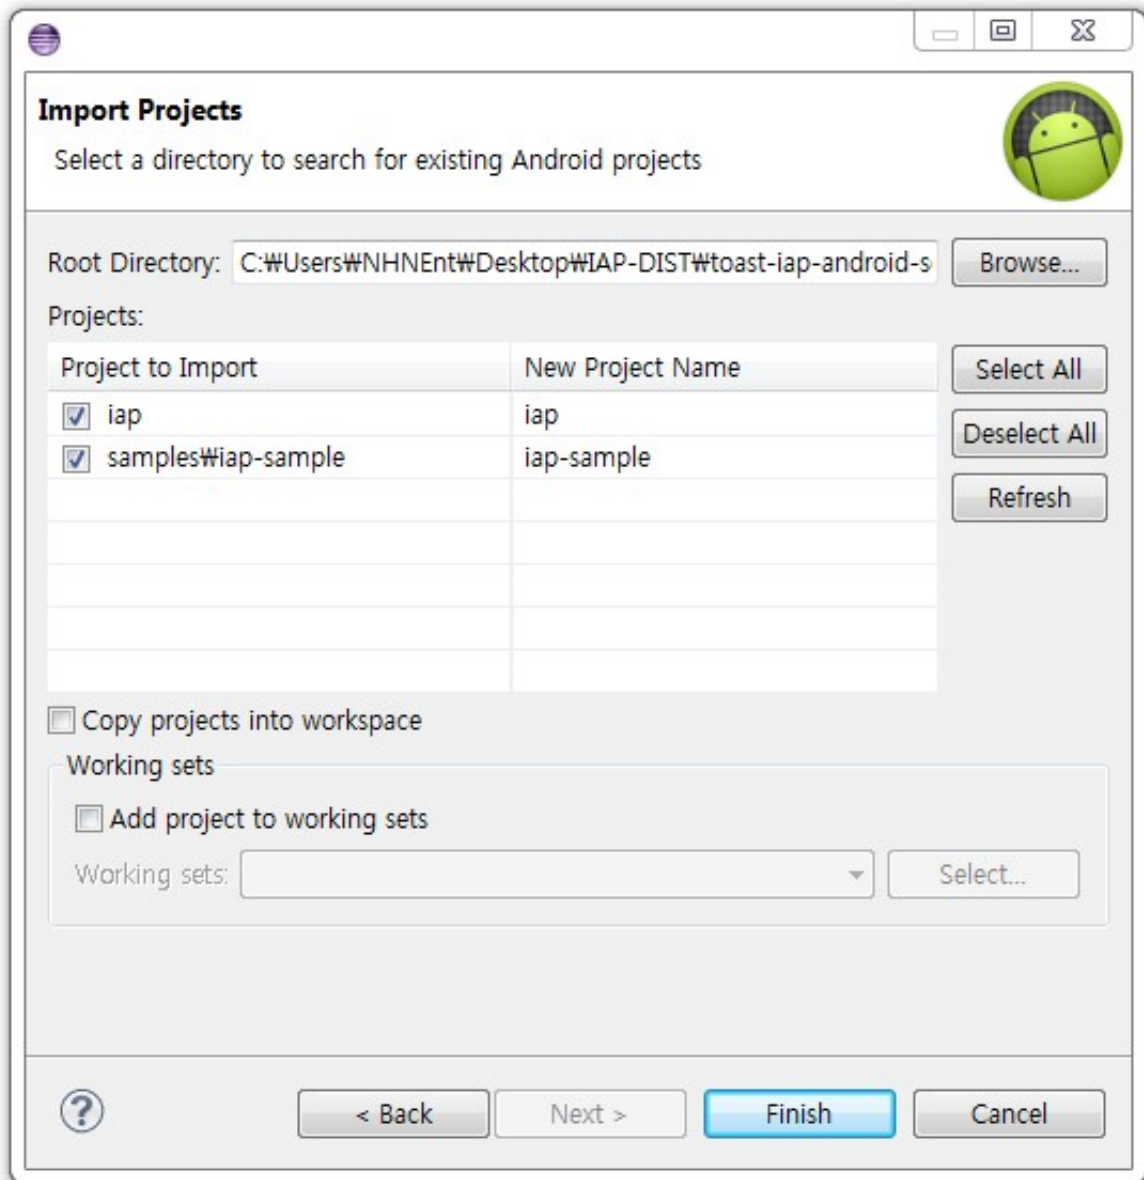 Import Projects
Select a directory to search for existing Android projects
Root Directory: C:₩Users₩NHNEnt₩Desktop₩IAP-DIST₩toast-iap-android-s Browse...
Projects:
Project to Import New Project Name Select All
iap iap
Deselect All
samples₩iap-sample iap-sample
Refresh
Copy projects into workspace
Working sets
Add project to working sets
Working sets: Select...
? < Back Next > Finish Cancel